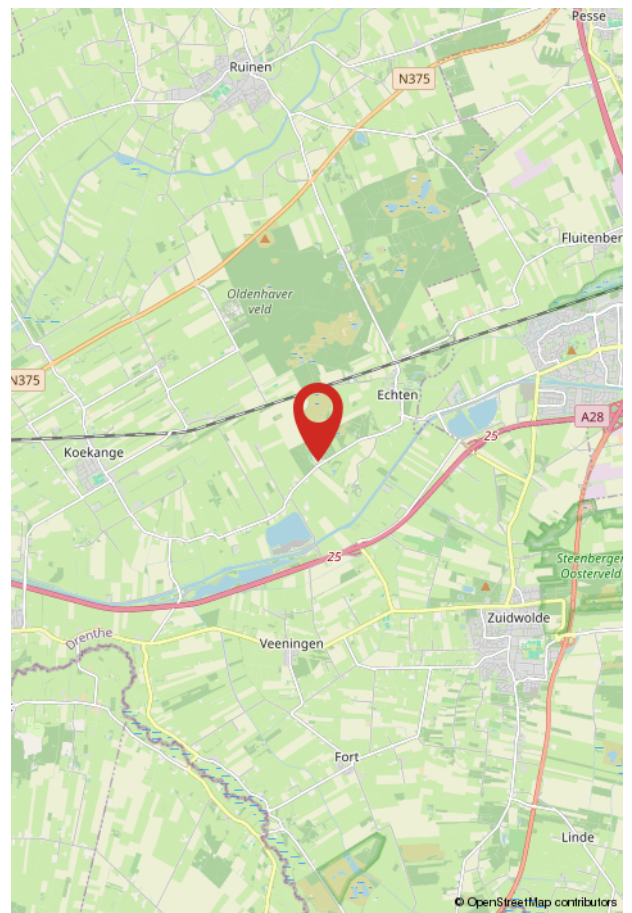 Pesse
Ruinen
N375
Fluitenber
Oldenhaver
veld
N375
Echten
A28
25
Koekange
25
Steenberger
Oosterveld
Zuidwolde
Drenthe
Veeningen
Fort
Linde
© OpenStreetMap contributors